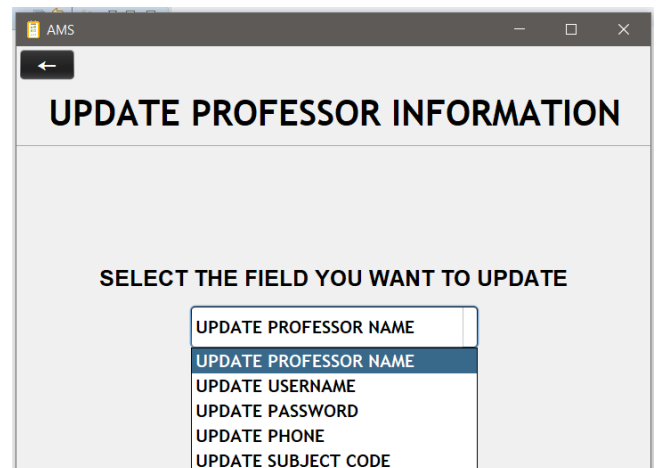 AMS
UPDATE PROFESSOR INFORMATION
SELECT THE FIELD YOU WANT TO UPDATE
UPDATE PROFESSOR NAME
UPDATE PROFESSOR NAME
UPDATE USERNAME
UPDATE PASSWORD
UPDATE PHONE
UPDATE SUBJECT CODE